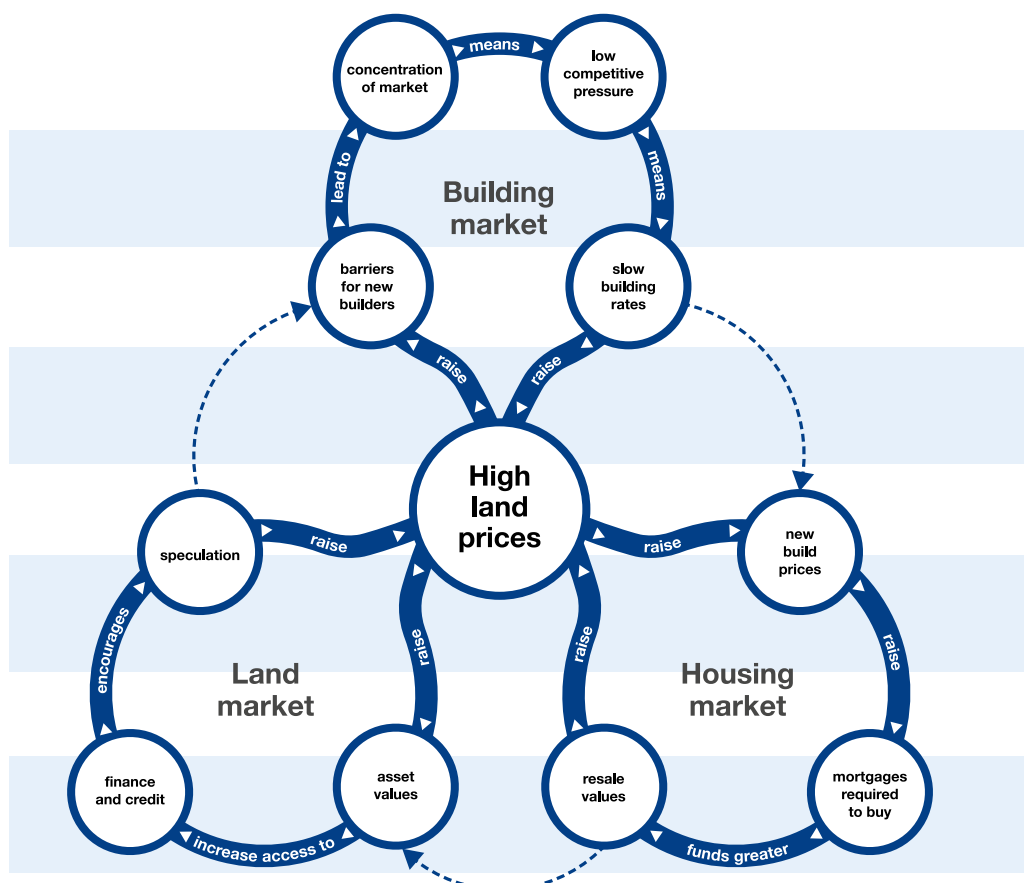 means
concentration
of market
low
competitive
pressure
lead to
means
Building
market
barriers
for new
builders
slow
building
rates
raise
raise
High
land
prices
speculation
raise
raise
new
build
prices
encourages
raise
raise
raise
Land
market
Housing
market
finance
and credit
asset
values
resale
values
mortgages
required
to buy
increase access to
funds greater